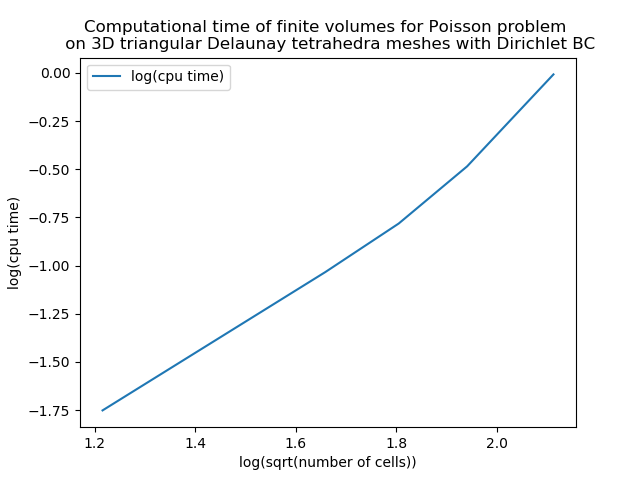 Computational time of finite volumes for Poisson problem
on 3D triangular Delaunay tetrahedra meshes with Dirichlet BC
log(cpu time)
log(cpu time)
0.00
−0.25
−0.50
−0.75
−1.00
−1.25
−1.50
−1.75
1.2 1.4 1.6 1.8 2.0
log(sqrt(number of cells))